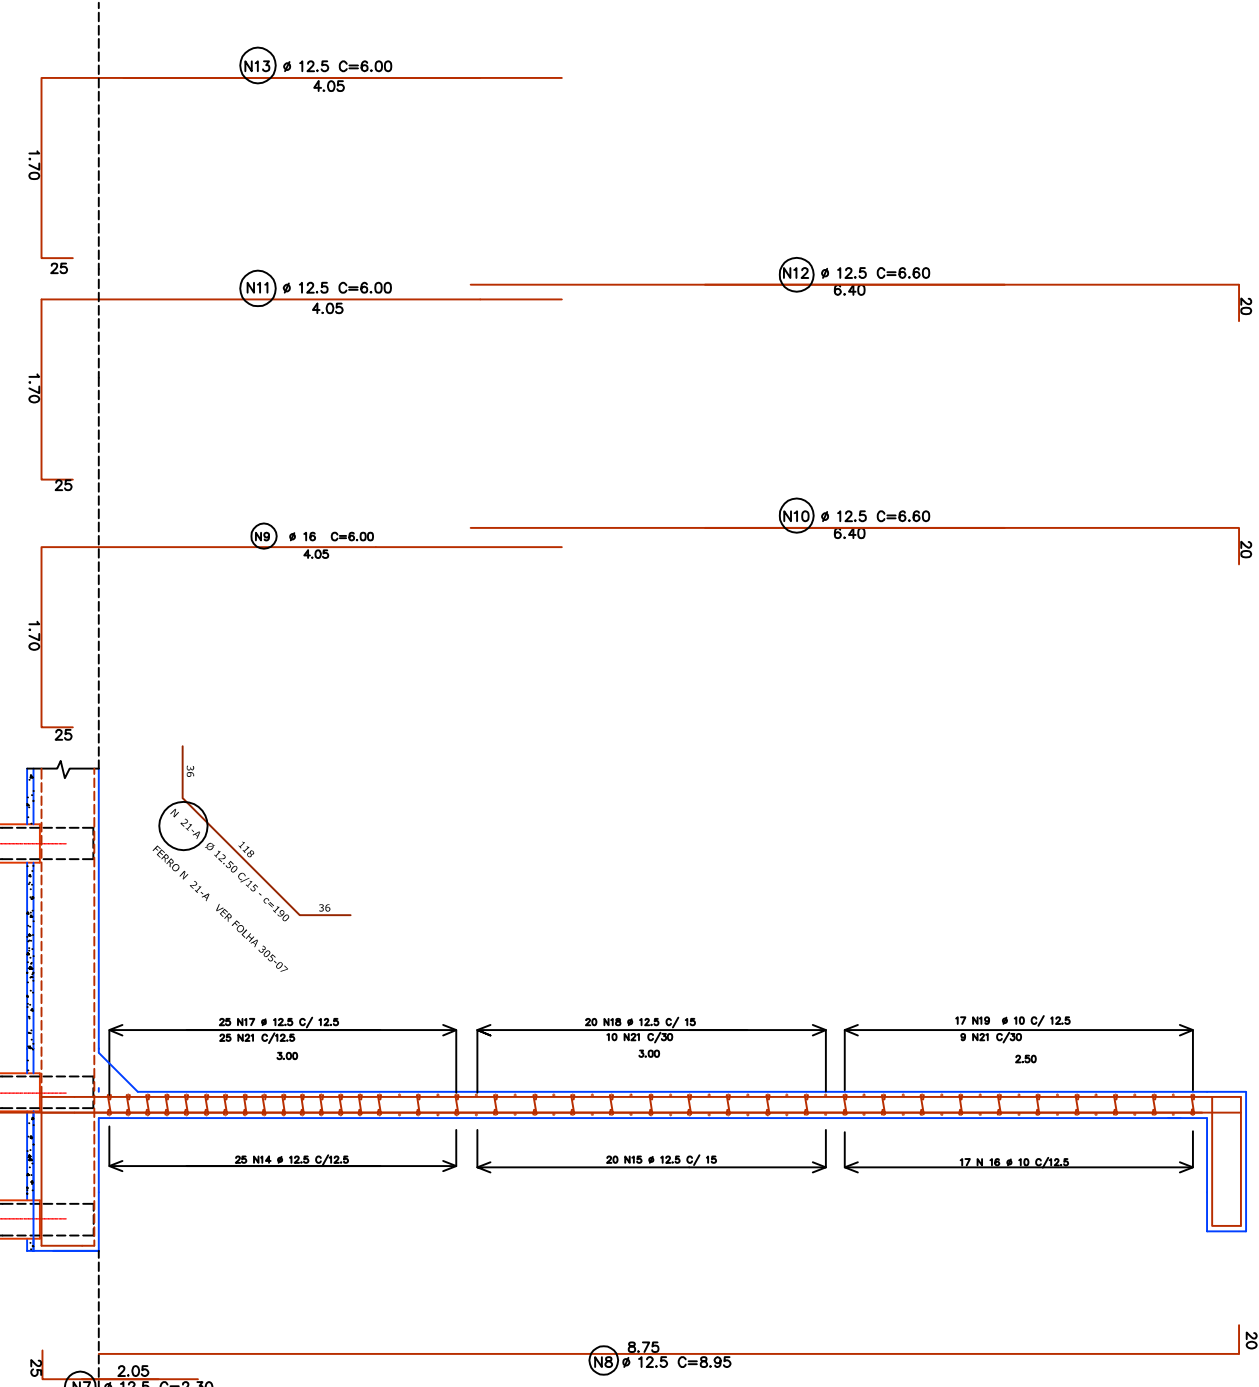 N13 ø 12.5 C=6.00
4.05
1.70
25
N11 ø 12.5 C=6.00
4.05
N12 ø 12.5 C=6.60
6.40
20
1.70
25
N9 ø 16 C=6.00
4.05
N10 ø 12.5 C=6.60
6.40
20
1.70
25
36
N 21-A Ø 12.50 C/15 - c=190
118
36
FERRO N 21-A VER FOLHA 305-07
25 N17 ø 12.5 C/ 12.5
25 N21 C/12.5
3.00
20 N18 ø 12.5 C/ 15
10 N21 C/30
3.00
17 N19 ø 10 C/ 12.5
9 N21 C/30
2.50
25 N14 ø 12.5 C/12.5
20 N15 ø 12.5 C/ 15
17 N 16 ø 10 C/12.5
8.75
N8 ø 12.5 C=8.95
20
25
2.05
N7 ø 12.5 C=2.30